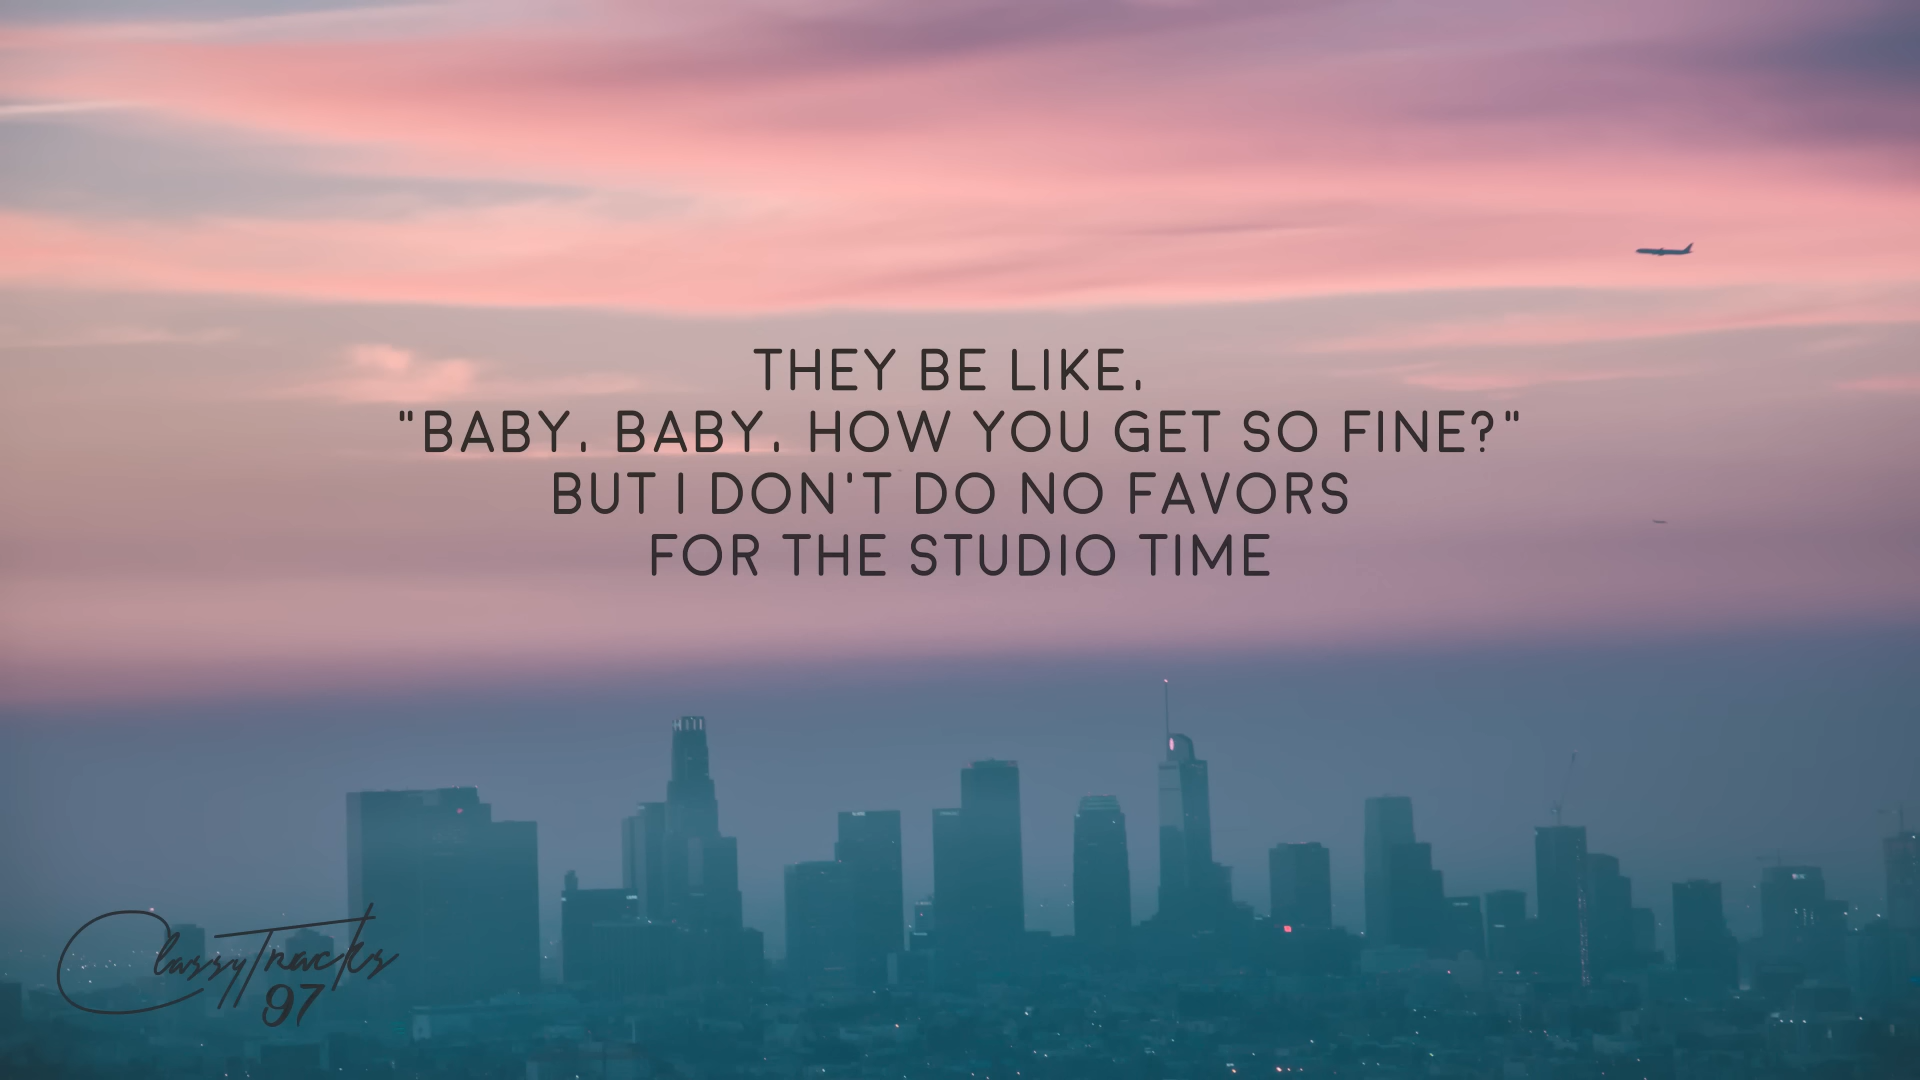 THEY BE LIKE,
"BABY, BABY, HOW YOU GET SO FINE?"
BUT I DON'T DO NO FAVORS
FOR THE STUDIO TIME
ClassyTracks
97